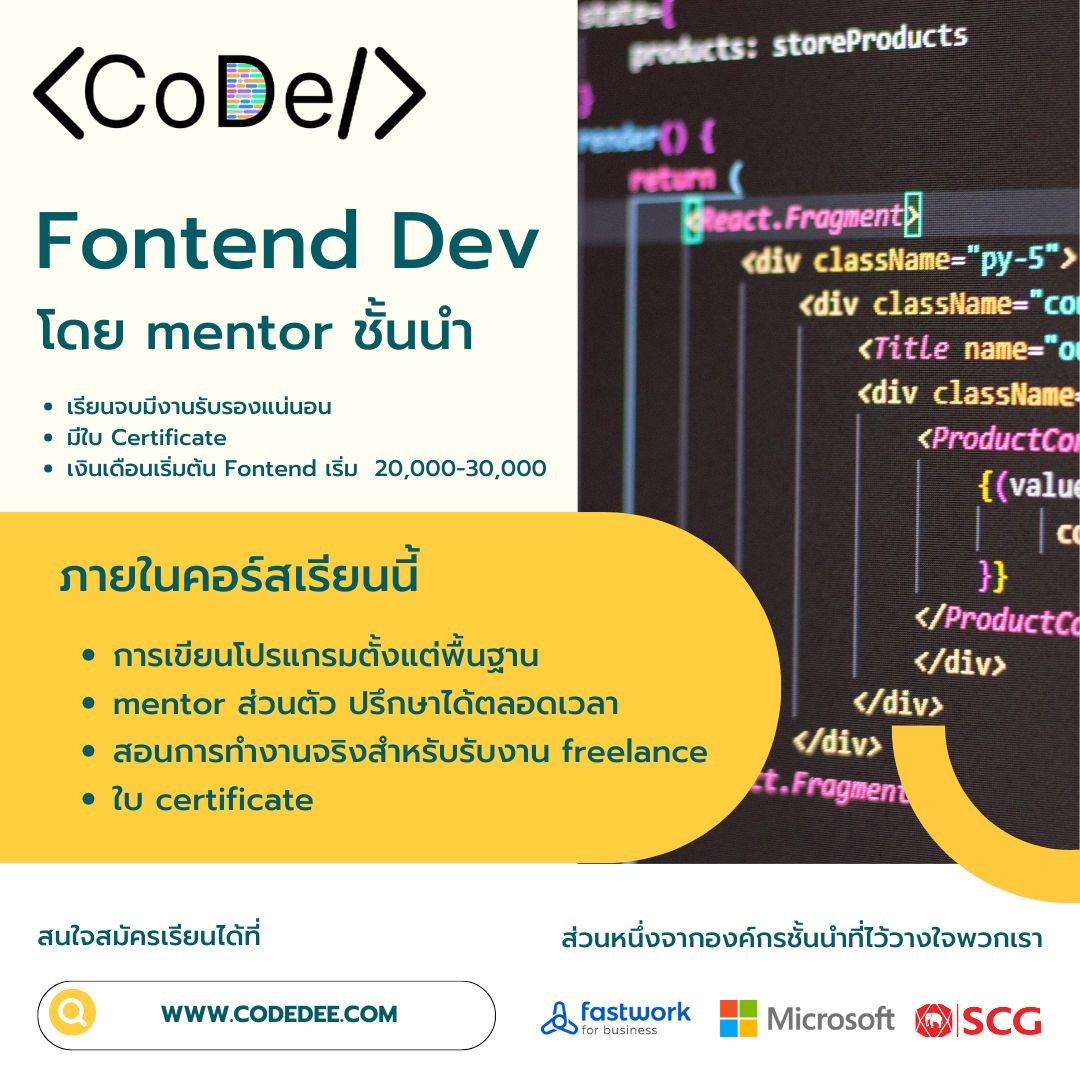 <CoDe/>
Fontend Dev
โดย mentor ชั้นนำ
• เรียนจบมีงานรับรองแน่นอน
• มีใบ Certificate
• เงินเดือนเริ่มต้น Fontend เริ่ม 20,000-30,000
state={
products: storeProducts
}
render() {
return (
<React.Fragment>
<div className="py-5">
<div className="con
<Title name="ou
<div className=
<ProductCon
{(value
co
}}
</ProductCo
</div>
</div>
</div>
ct.Fragment
ภายในคอร์สเรียนนี้
• การเขียนโปรแกรมตั้งแต่พื้นฐาน
• mentor ส่วนตัว ปรึกษาได้ตลอดเวลา
• สอนการทำงานจริงสำหรับรับงาน freelance
• ใบ certificate
สนใจสมัครเรียนได้ที่
WWW.CODEDEE.COM
ส่วนหนึ่งจากองค์กรชั้นนำที่ไว้วางใจพวกเรา
fastwork
for business
Microsoft
SCG